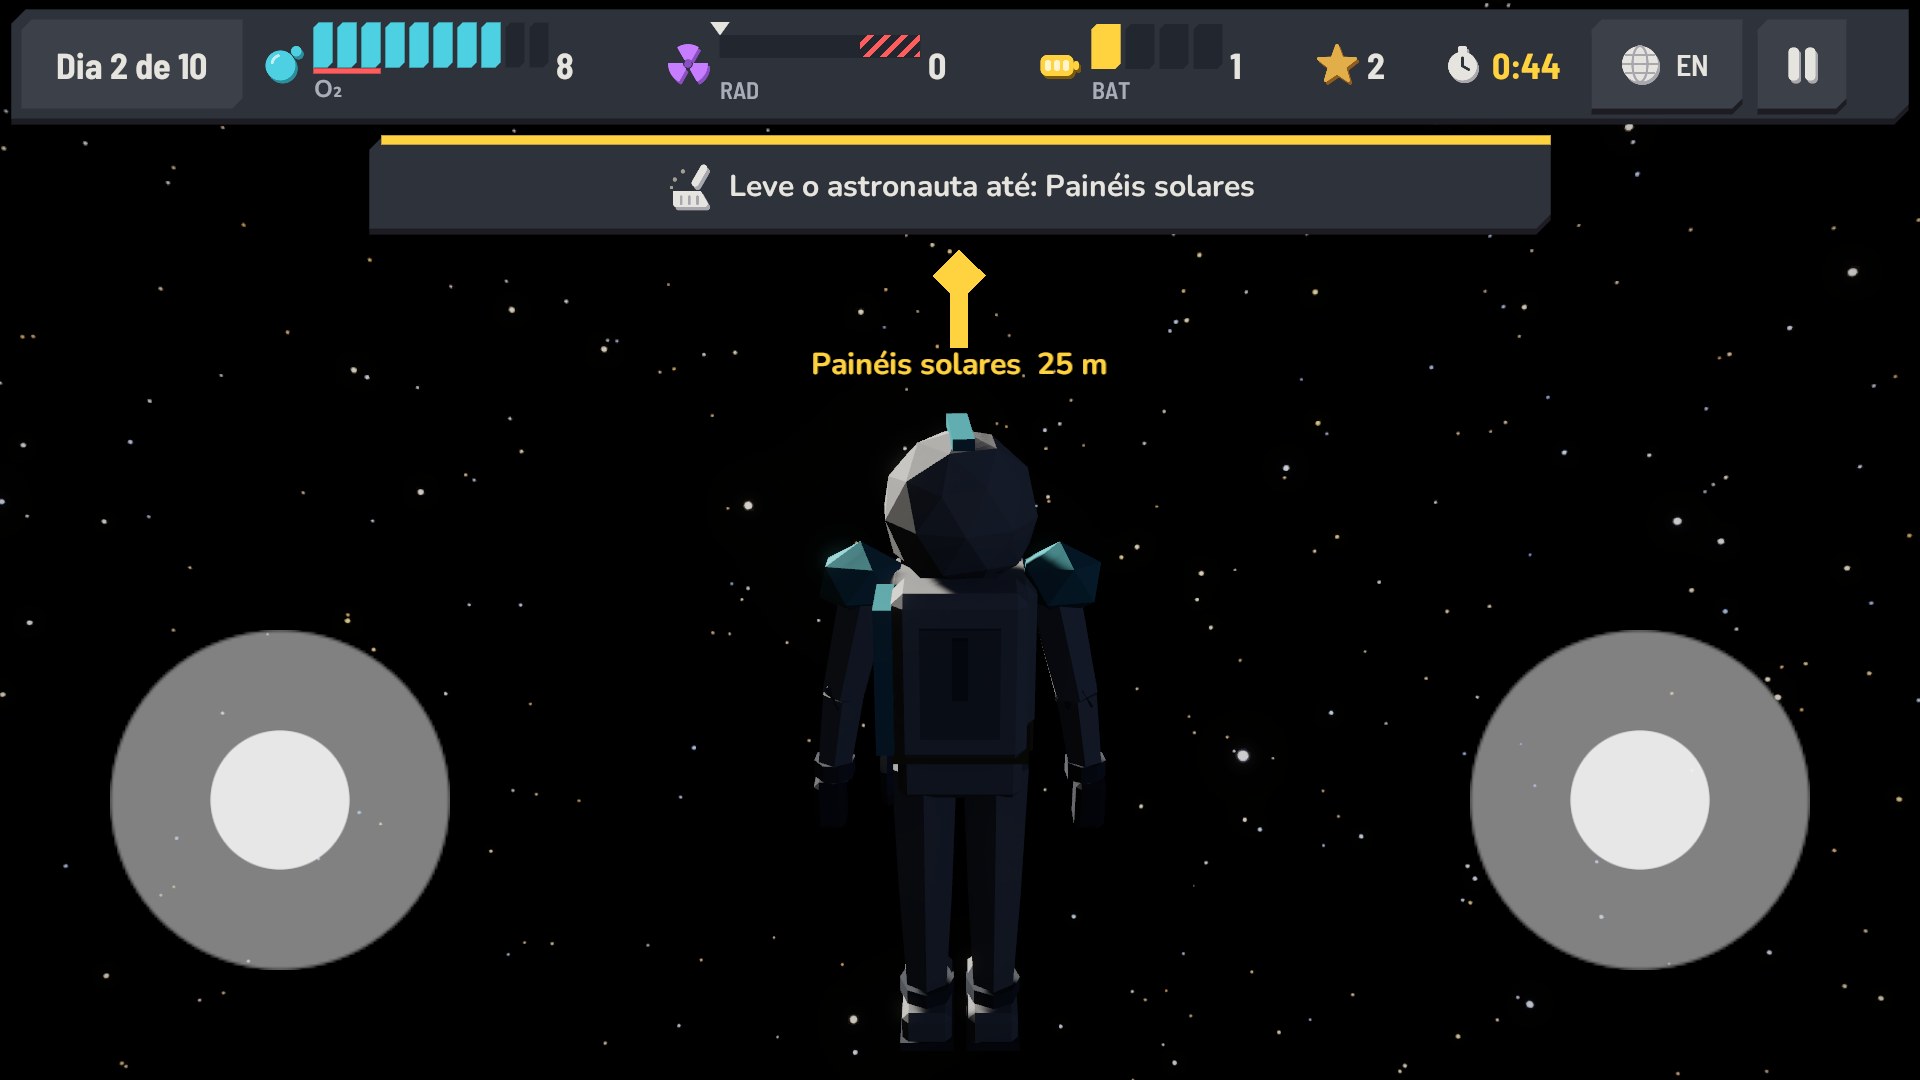 Dia 2 de 10
8
O₂
RAD
0
BAT
1
2
0:44
EN
Leve o astronauta até: Painéis solares
Painéis solares 25 m